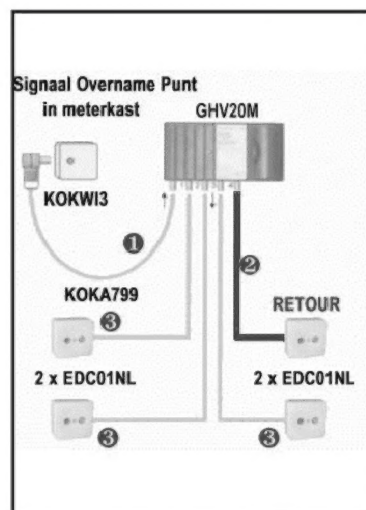 Signaal Overname Punt
in meterkast
GHV20M
KOKWI3
1
2
KOKA799
RETOUR
3
2 x EDC01NL
2 x EDC01NL
3
3